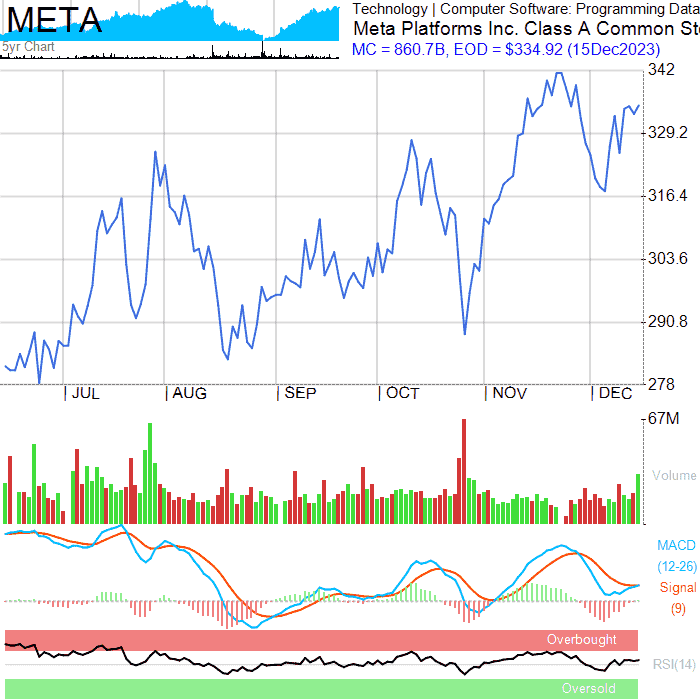 META
Technology | Computer Software: Programming Data
5yr Chart
Meta Platforms Inc. Class A Common Sto
MC = 860.7B, EOD = $334.92 (15Dec2023)
342
329.2
316.4
303.6
290.8
278
| JUL | AUG | SEP | OCT | NOV | DEC
67M
Volume
MACD
(12-26)
Signal
(9)
Overbought
RSI(14)
Oversold